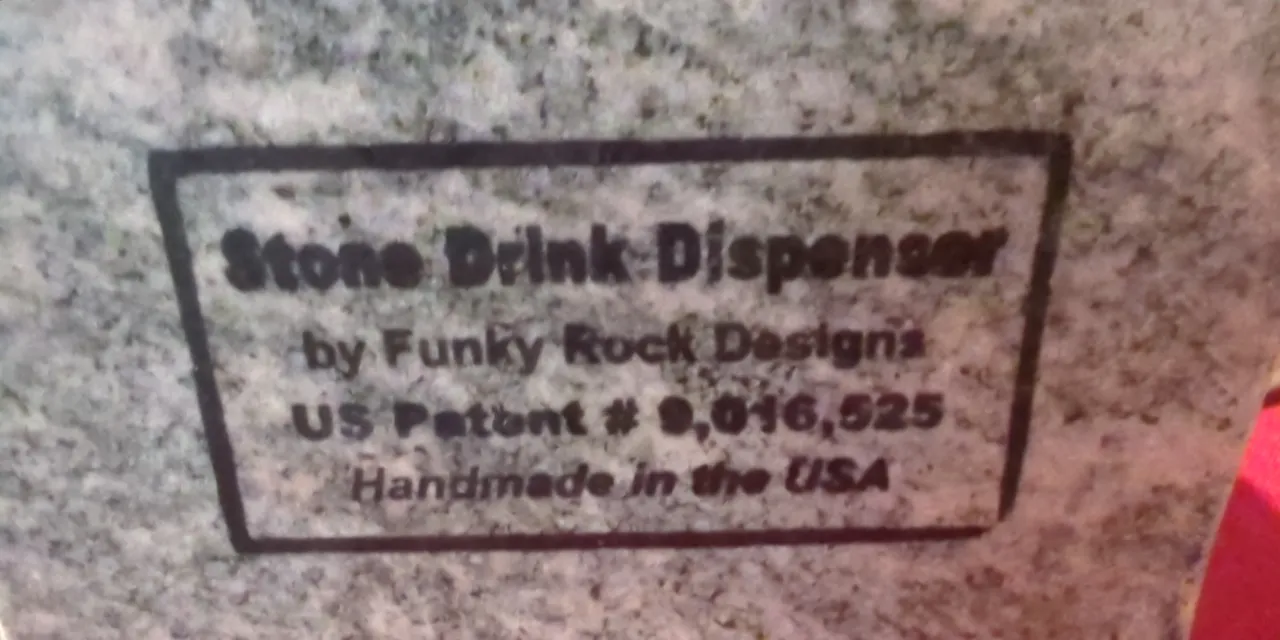 Stone Drink Dispenser
by Funky Rock Designs
US Patent # 9,016,525
Handmade in the USA